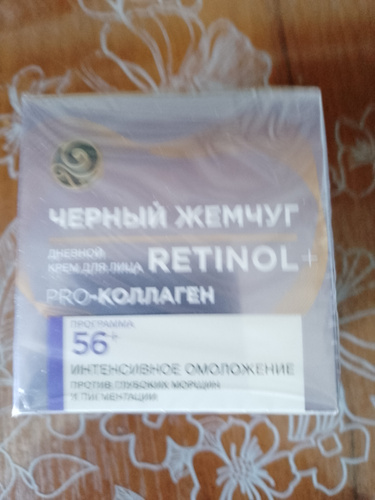 ЧЕРНЫЙ ЖЕМЧУГ
ДНЕВНОЙ
КРЕМ ДЛЯ ЛИЦА RETINOL+
PRO-КОЛЛАГЕН
ПРОГРАММА
56+
ИНТЕНСИВНОЕ ОМОЛОЖЕНИЕ
ПРОТИВ ГЛУБОКИХ МОРЩИН
И ПИГМЕНТАЦИИ